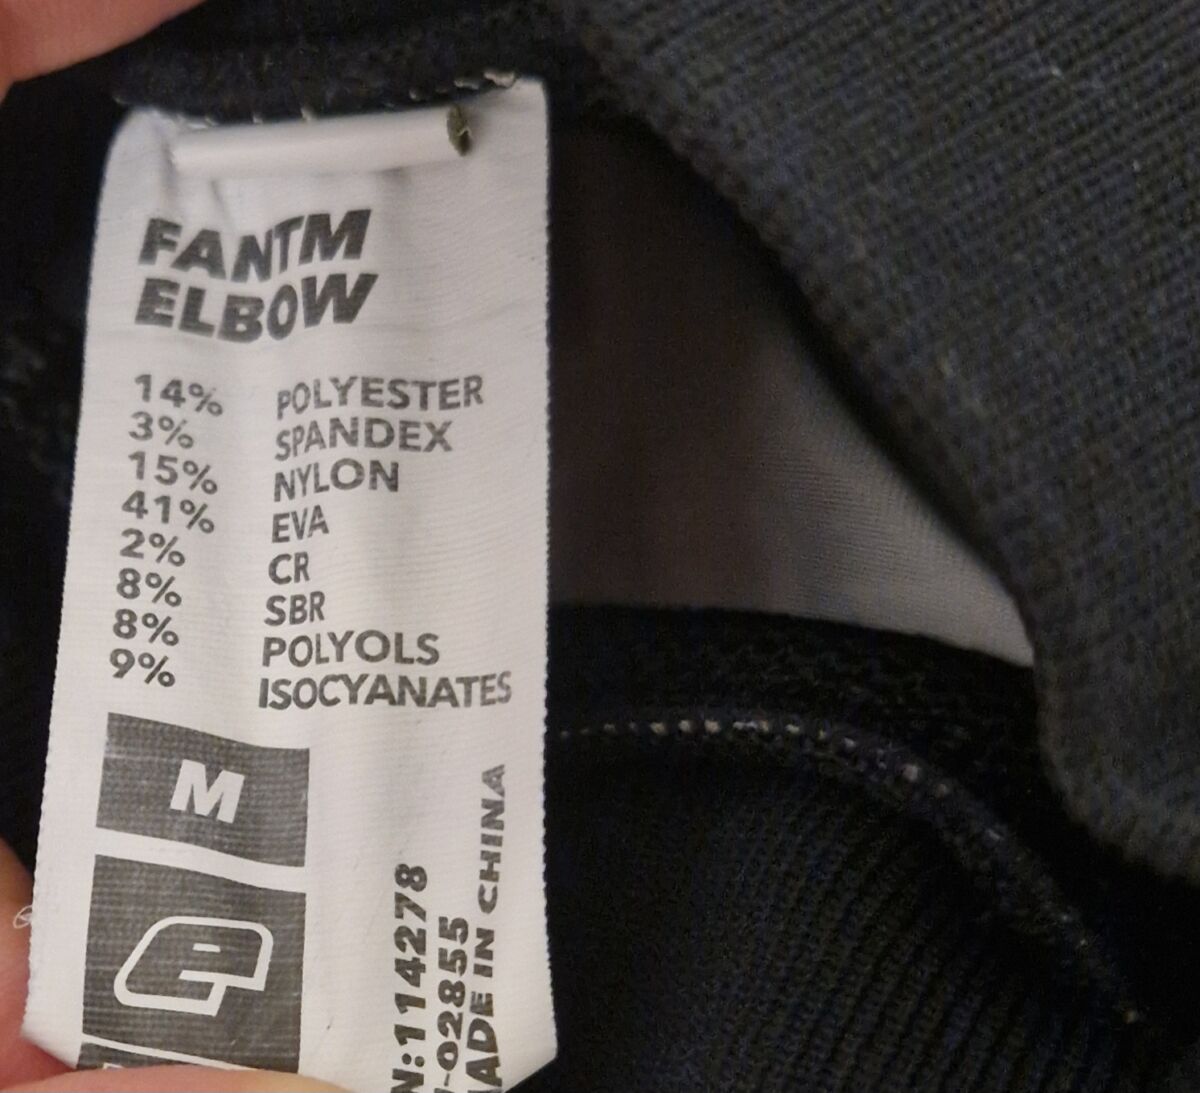 FANTM
ELBOW
14% POLYESTER
3% SPANDEX
15% NYLON
41% EVA
2% CR
8% SBR
8% POLYOLS
9% ISOCYANATES
M
e
N:114278
-02855
ADE IN CHINA